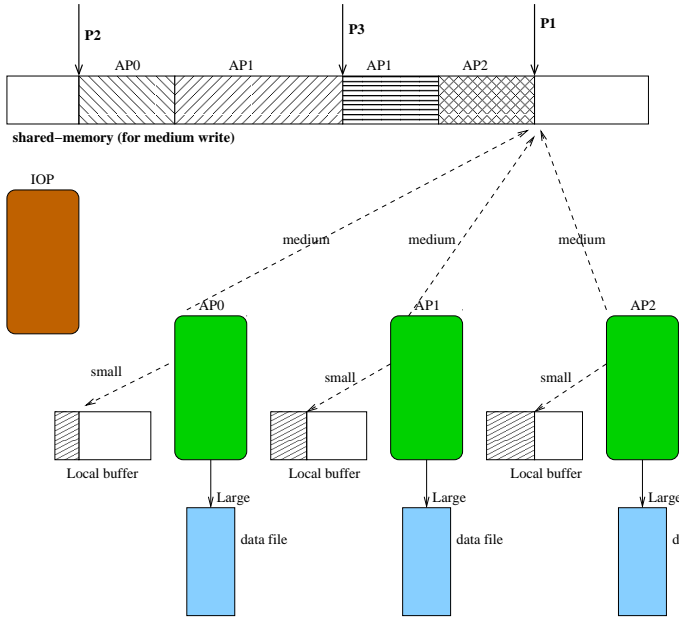 P2
P3
P1
AP0
AP1
AP1
AP2
shared-memory (for medium write)
IOP
medium
medium
medium
AP0
AP1
AP2
small
small
small
Local buffer
Local buffer
Local buffer
Large
Large
Large
data file
data file
d